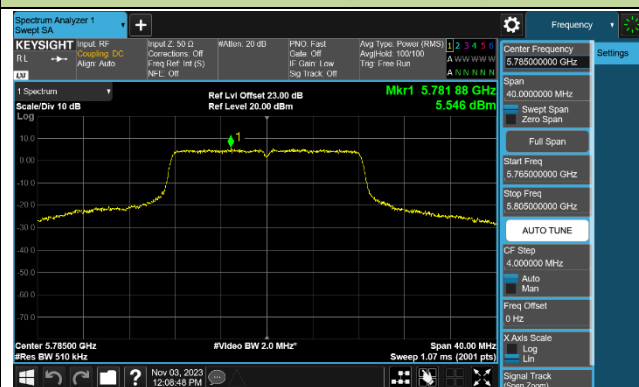 Spectrum Analyzer 1
Swept SA
Frequency
KEYSIGHT
RL
LXI
Input: RF
Coupling: DC
Align: Auto
Input Z: 50 Ω
Corrections: Off
Freq Ref: Int (S)
NFE: Off
#Atten: 20 dB
PNO: Fast
Gate: Off
IF Gain: Low
Sig Track: Off
Avg Type: Power (RMS)
Avg|Hold: 100/100
Trig: Free Run
1 2 3 4 5 6
A W W W W W
A N N N N N
Center Frequency
5.785000000 GHz
Settings
1 Spectrum
Scale/Div 10 dB
Log
Ref Lvl Offset 23.00 dB
Ref Level 20.00 dBm
Mkr1 5.781 88 GHz
5.546 dBm
Span
40.0000000 MHz
Swept Span
Zero Span
Full Span
Start Freq
5.765000000 GHz
Stop Freq
5.805000000 GHz
AUTO TUNE
CF Step
4.000000 MHz
Auto
Man
Freq Offset
0 Hz
X Axis Scale
Log
Lin
Signal Track
(Span Zoom)
10.0
0.00
-10.0
-20.0
-30.0
-40.0
-50.0
-60.0
-70.0
1
Center 5.78500 GHz
#Res BW 510 kHz
#Video BW 2.0 MHz*
Span 40.00 MHz
Sweep 1.07 ms (2001 pts)
?
Nov 03, 2023
12:08:48 PM